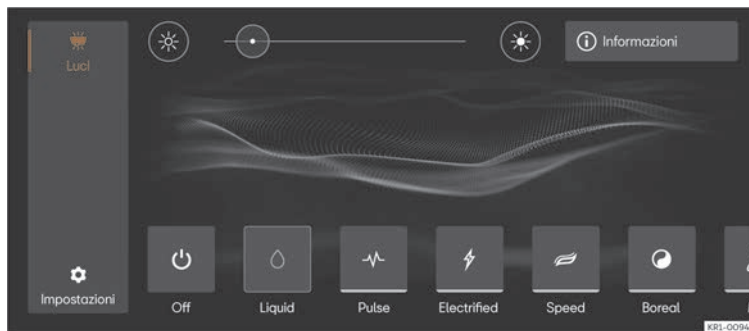 Luci
Informazioni
Impostazioni
Off
Liquid
Pulse
Electrified
Speed
Boreal
KR1-0094